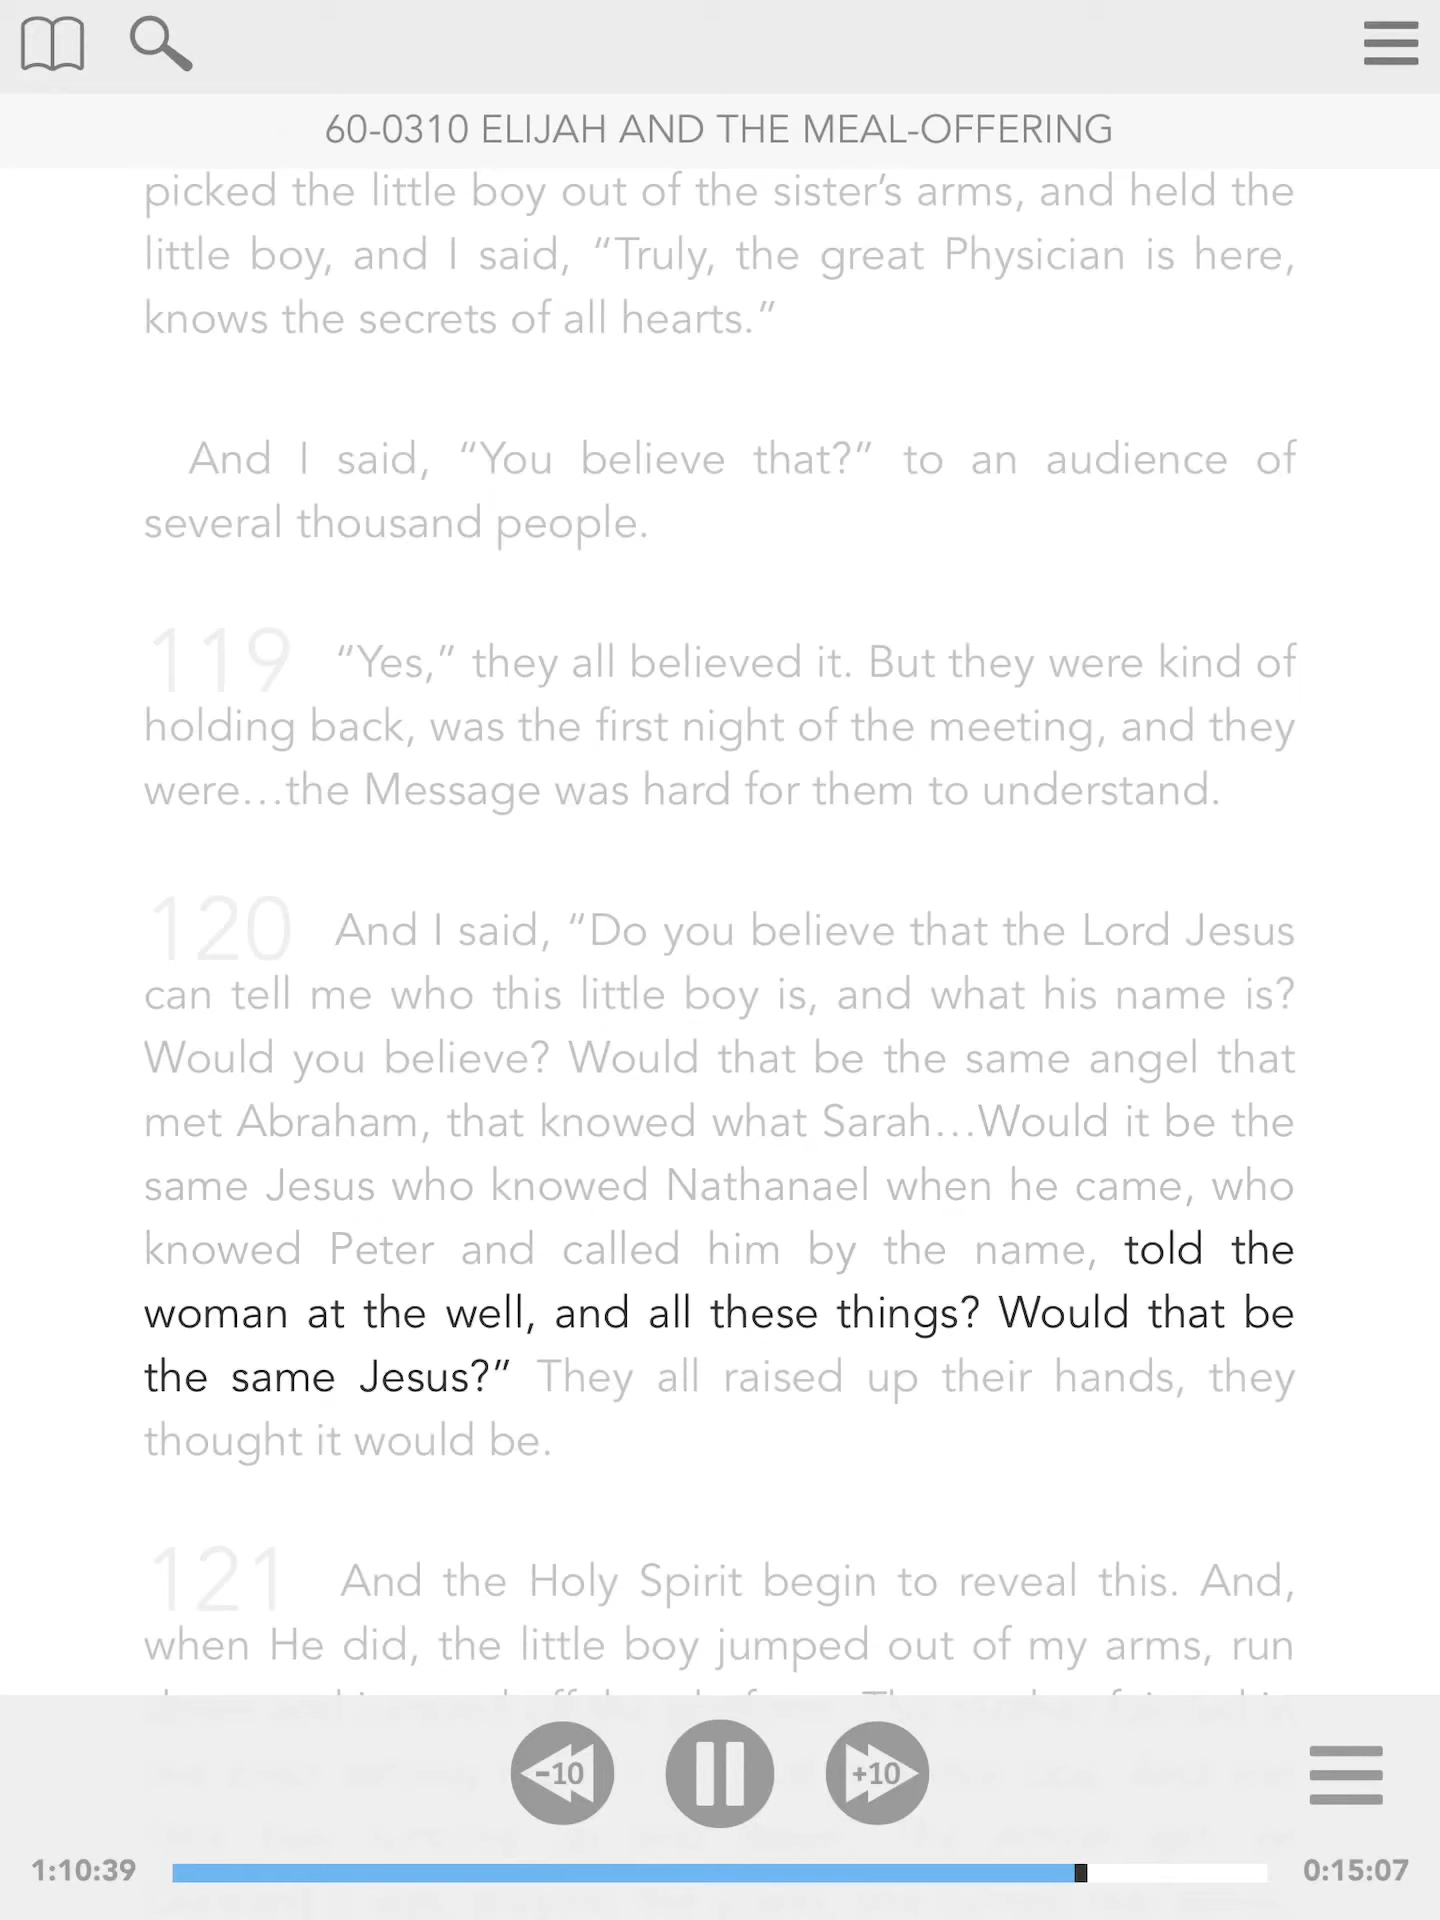 60-0310 ELIJAH AND THE MEAL-OFFERING
picked the little boy out of the sister’s arms, and held the
little boy, and I said, “Truly, the great Physician is here,
knows the secrets of all hearts.”
And I said, “You believe that?” to an audience of
several thousand people.
119 “Yes,” they all believed it. But they were kind of
holding back, was the first night of the meeting, and they
were…the Message was hard for them to understand.
120 And I said, “Do you believe that the Lord Jesus
can tell me who this little boy is, and what his name is?
Would you believe? Would that be the same angel that
met Abraham, that knowed what Sarah…Would it be the
same Jesus who knowed Nathanael when he came, who
knowed Peter and called him by the name, told the
woman at the well, and all these things? Would that be
the same Jesus?” They all raised up their hands, they
thought it would be.
121 And the Holy Spirit begin to reveal this. And,
when He did, the little boy jumped out of my arms, run
-10 +10
1:10:39 0:15:07